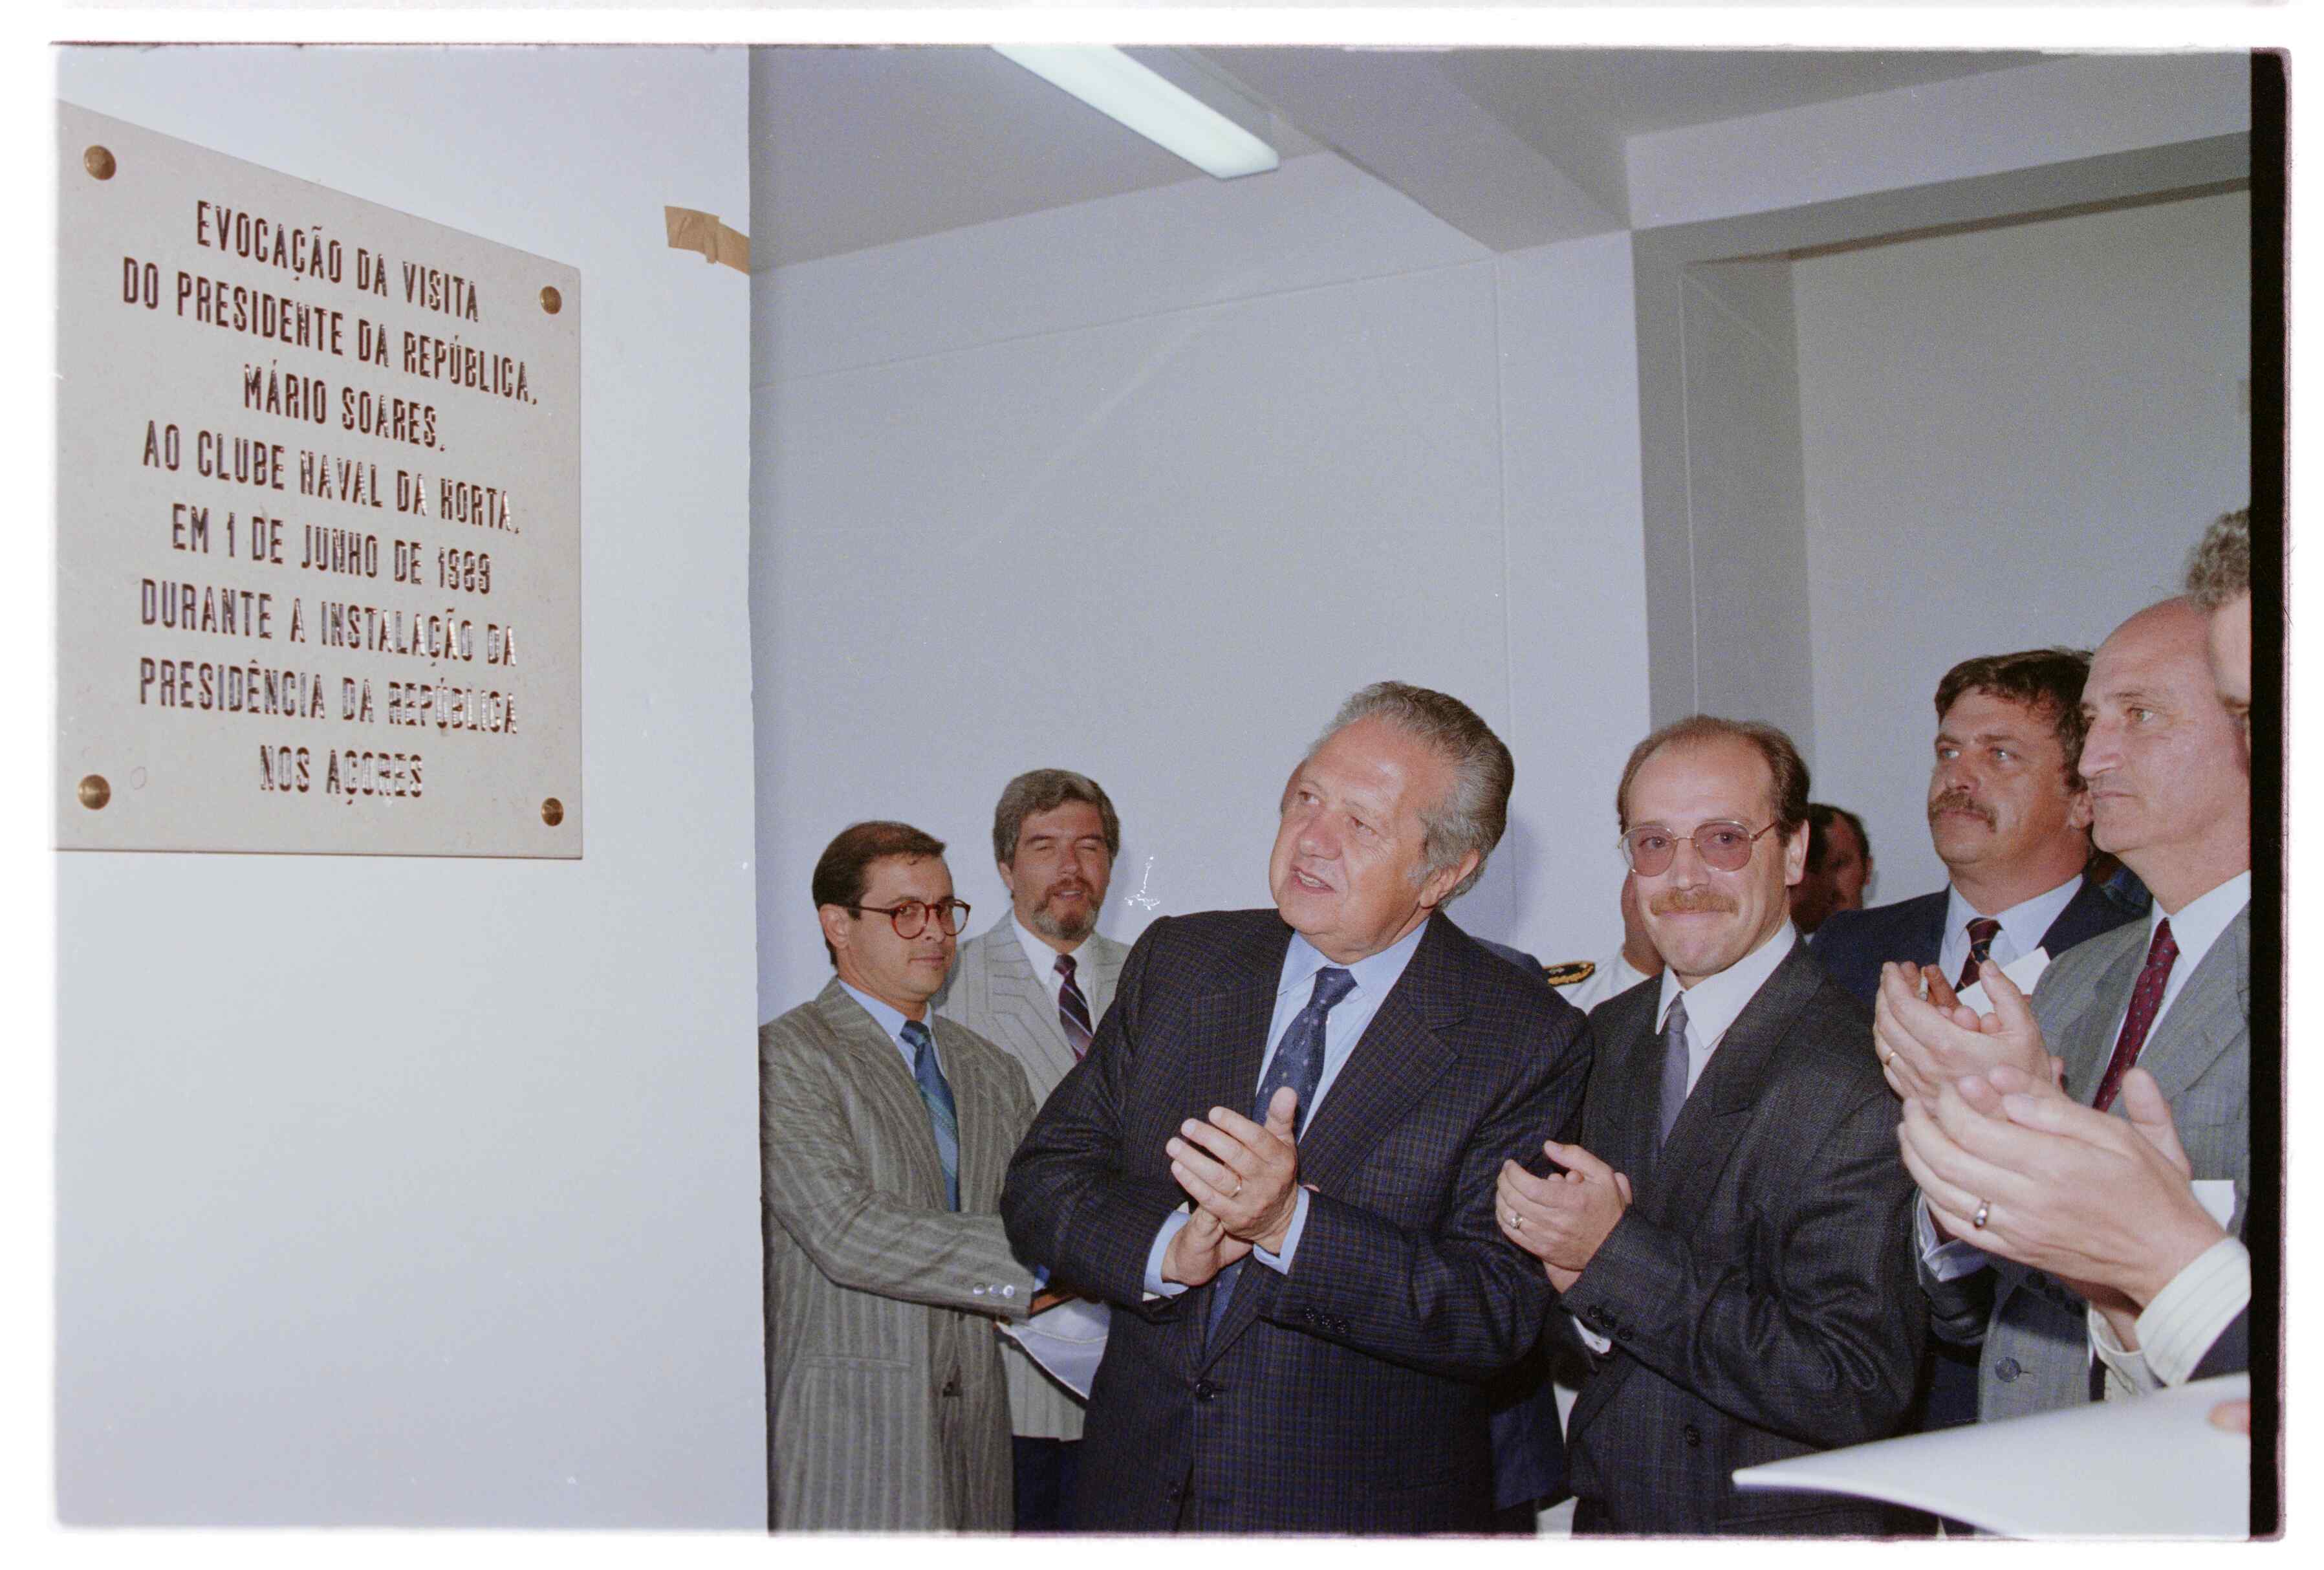 EVOCAÇÃO DA VISITA
DO PRESIDENTE DA REPÚBLICA,
MÁRIO SOARES,
AO CLUBE NAVAL DA HORTA,
EM 1 DE JUNHO DE 1989
DURANTE A INSTALAÇÃO DA
PRESIDÊNCIA DA REPÚBLICA
NOS AÇORES